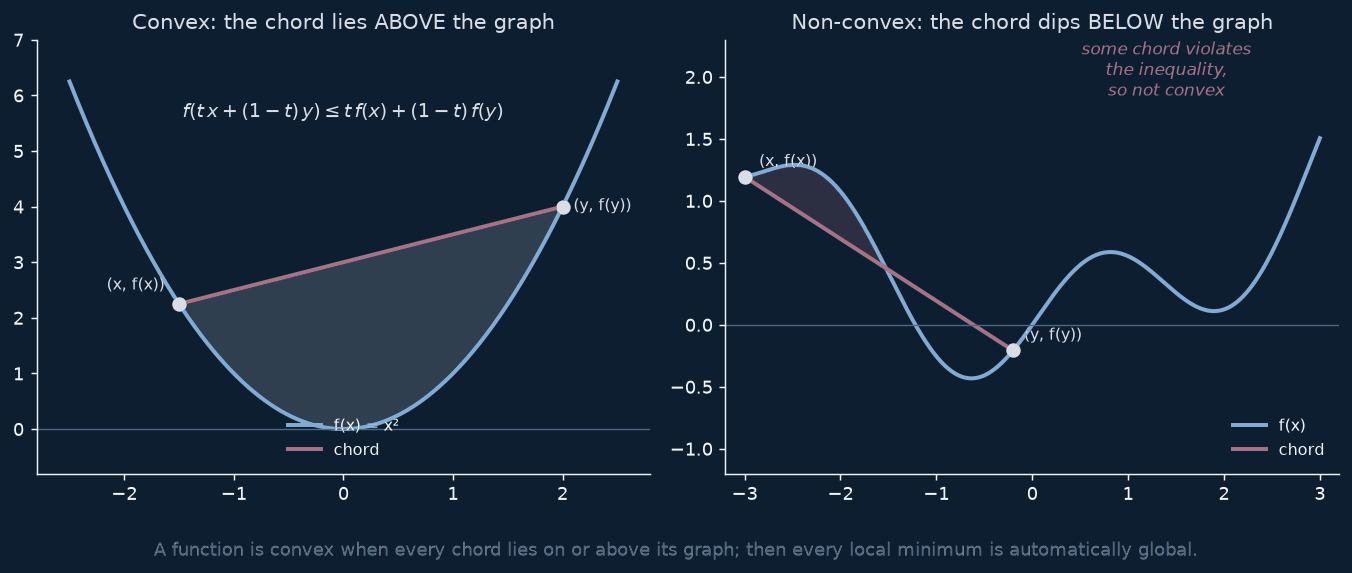 Convex: the chord lies ABOVE the graph
7
6
5
4
3
2
1
0
f(t x + (1 − t) y) ≤ t f(x) + (1 − t) f(y)
(x, f(x))
(y, f(y))
f(x) = x²
chord
−2
−1
0
1
2
Non-convex: the chord dips BELOW the graph
some chord violates
the inequality,
so not convex
2.0
1.5
1.0
0.5
0.0
−0.5
−1.0
(x, f(x))
(y, f(y))
f(x)
chord
−3
−2
−1
0
1
2
3
A function is convex when every chord lies on or above its graph; then every local minimum is automatically global.